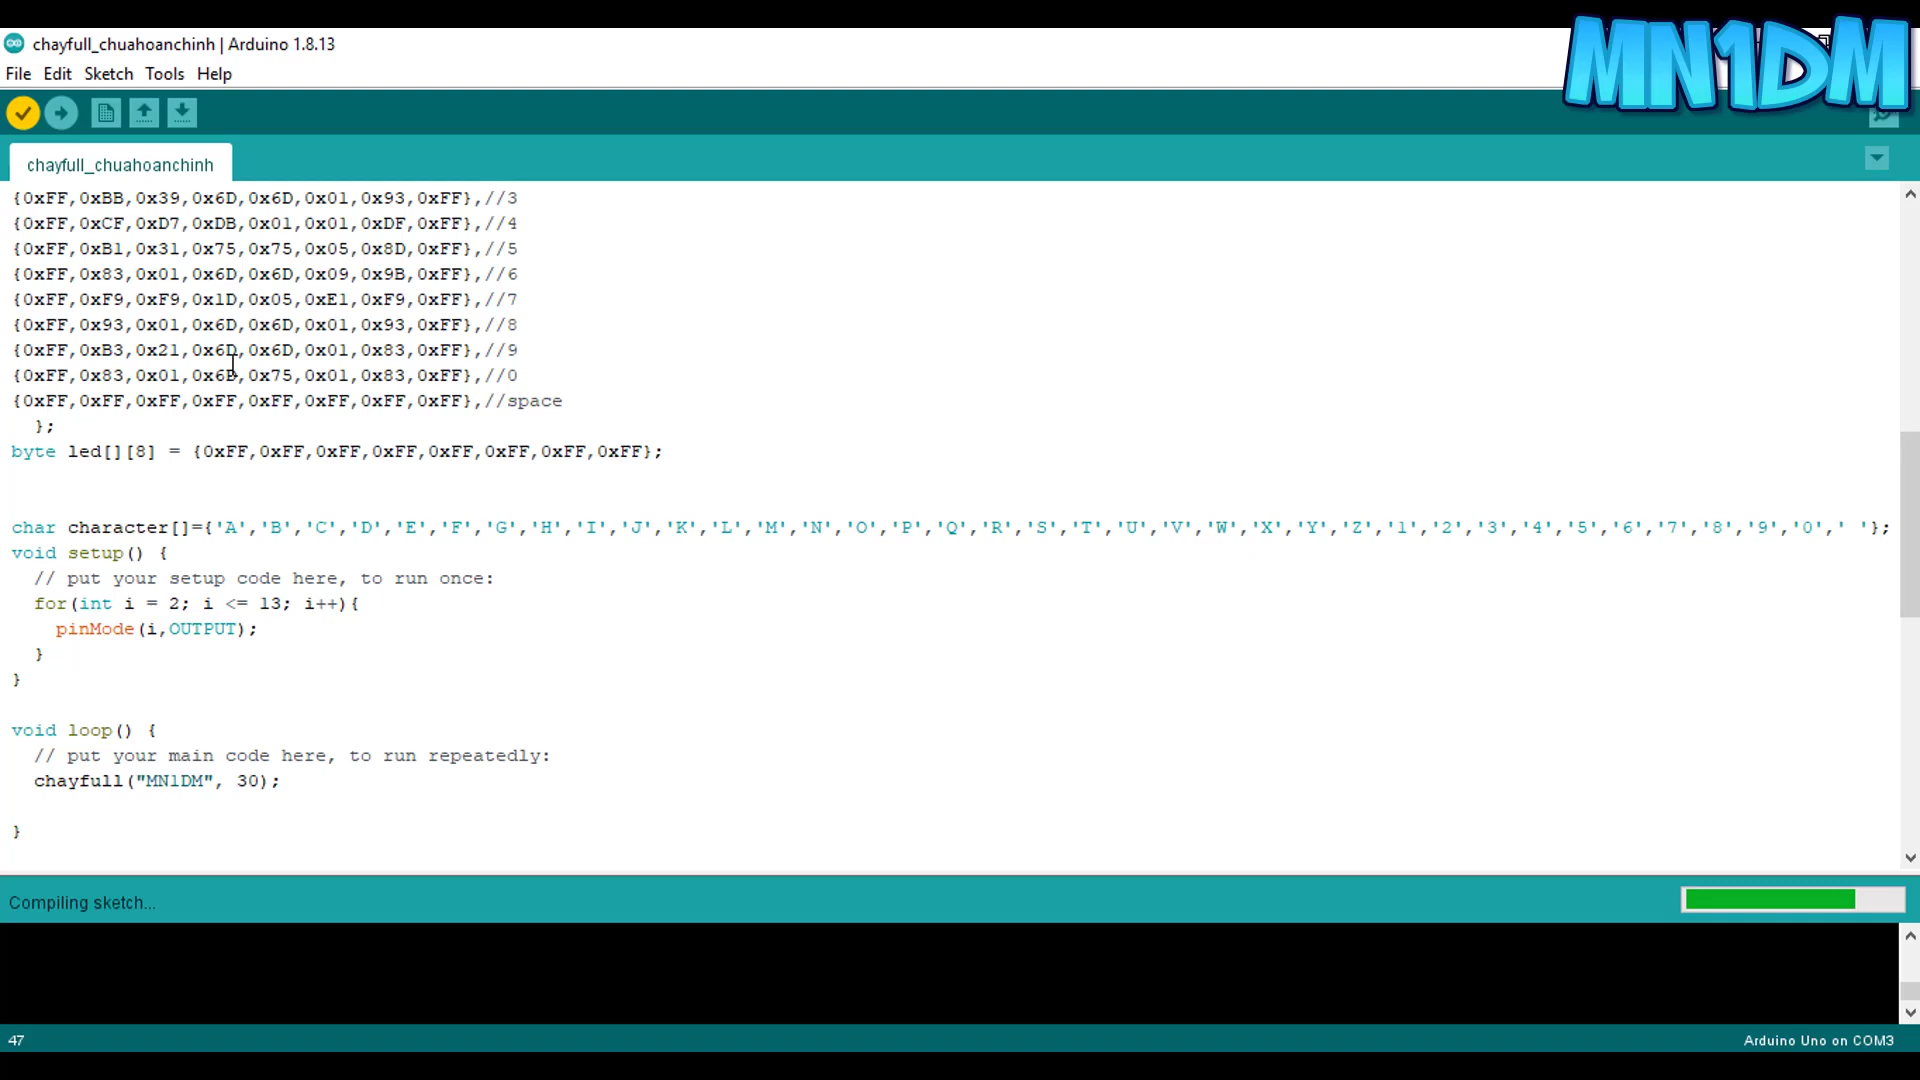 chayfull_chuahoanchinh | Arduino 1.8.13
MN1DM
File Edit Sketch Tools Help
chayfull_chuahoanchinh
{0xFF,0xBB,0x39,0x6D,0x6D,0x01,0x93,0xFF},//3
{0xFF,0xCF,0xD7,0xDB,0x01,0x01,0xDF,0xFF},//4
{0xFF,0xB1,0x31,0x75,0x75,0x05,0x8D,0xFF},//5
{0xFF,0x83,0x01,0x6D,0x6D,0x09,0x9B,0xFF},//6
{0xFF,0xF9,0xF9,0x1D,0x05,0xE1,0xF9,0xFF},//7
{0xFF,0x93,0x01,0x6D,0x6D,0x01,0x93,0xFF},//8
{0xFF,0xB3,0x21,0x6D,0x6D,0x01,0x83,0xFF},//9
{0xFF,0x83,0x01,0x6D,0x75,0x01,0x83,0xFF},//0
{0xFF,0xFF,0xFF,0xFF,0xFF,0xFF,0xFF,0xFF},//space
};
byte led[][8] = {0xFF,0xFF,0xFF,0xFF,0xFF,0xFF,0xFF,0xFF};
char character[]={'A','B','C','D','E','F','G','H','I','J','K','L','M','N','O','P','Q','R','S','T','U','V','W','X','Y','Z','1','2','3','4','5','6','7','8','9','0',' '};
void setup() {
// put your setup code here, to run once:
for(int i = 2; i <= 13; i++){
pinMode(i,OUTPUT);
}
}
void loop() {
// put your main code here, to run repeatedly:
chayfull("MN1DM", 30);
}
Compiling sketch...
47
Arduino Uno on COM3